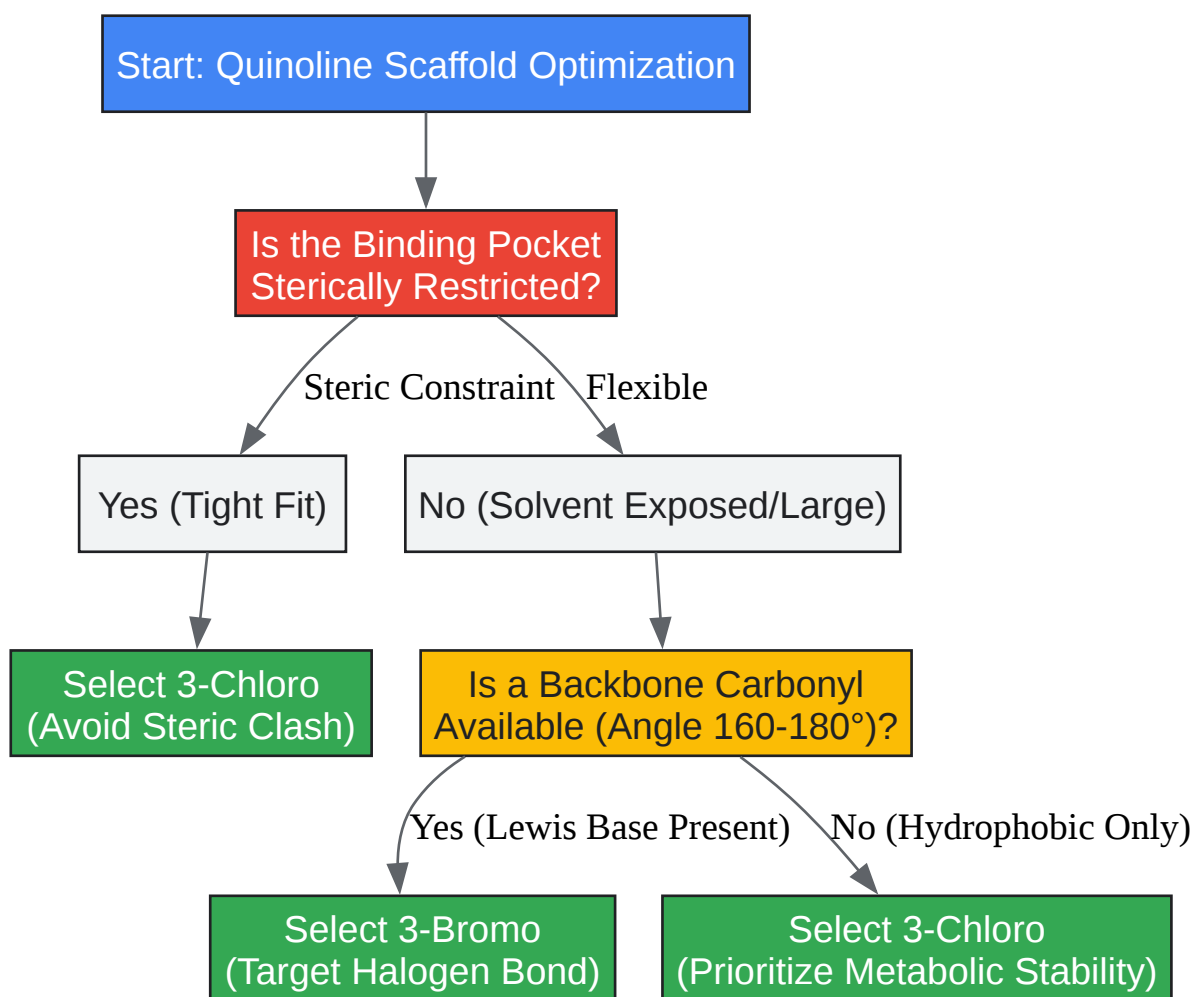 Start: Quinoline Scaffold Optimization
Is the Binding Pocket
Sterically Restricted?
Steric Constraint
Flexible
Yes (Tight Fit)
No (Solvent Exposed/Large)
Select 3-Chloro
(Avoid Steric Clash)
Is a Backbone Carbonyl
Available (Angle 160-180°)?
Yes (Lewis Base Present)
No (Hydrophobic Only)
Select 3-Bromo
(Target Halogen Bond)
Select 3-Chloro
(Prioritize Metabolic Stability)